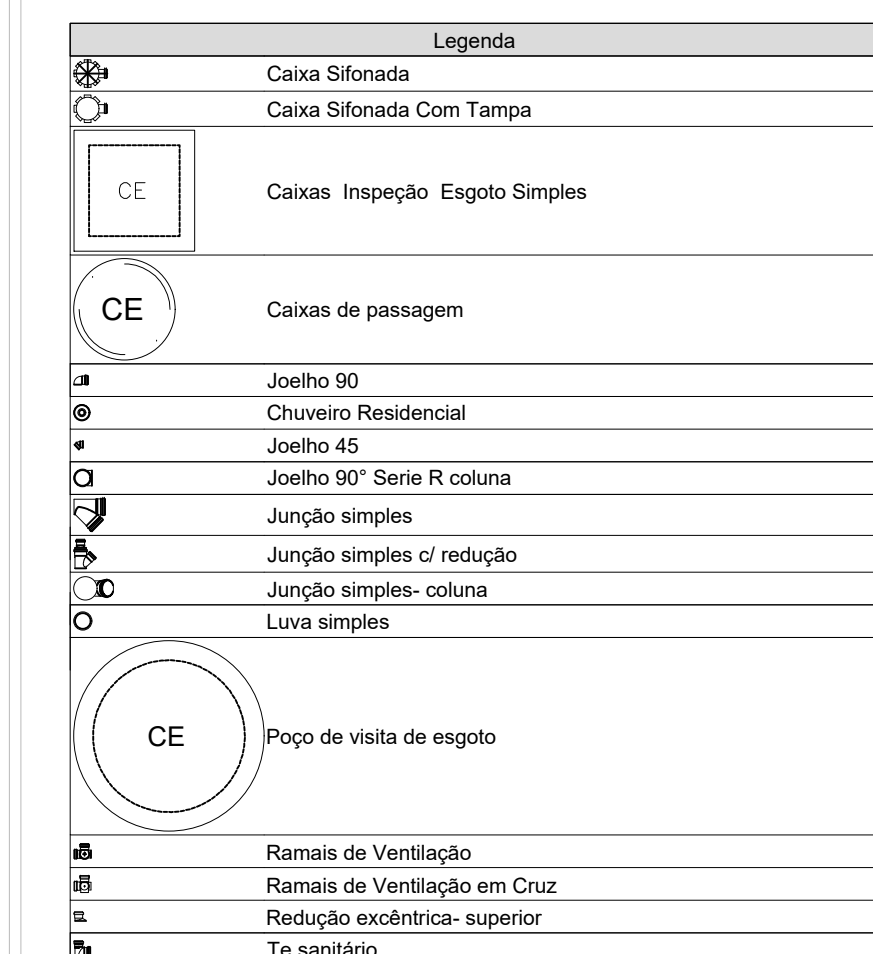 Legenda
Caixa Sifonada
Caixa Sifonada Com Tampa
CE
Caixas Inspeção Esgoto Simples
CE
Caixas de passagem
Joelho 90
Chuveiro Residencial
Joelho 45
Joelho 90° Serie R coluna
Junção simples
Junção simples c/ redução
Junção simples- coluna
Luva simples
CE
Poço de visita de esgoto
Ramais de Ventilação
Ramais de Ventilação em Cruz
Redução excêntrica- superior
Te sanitário